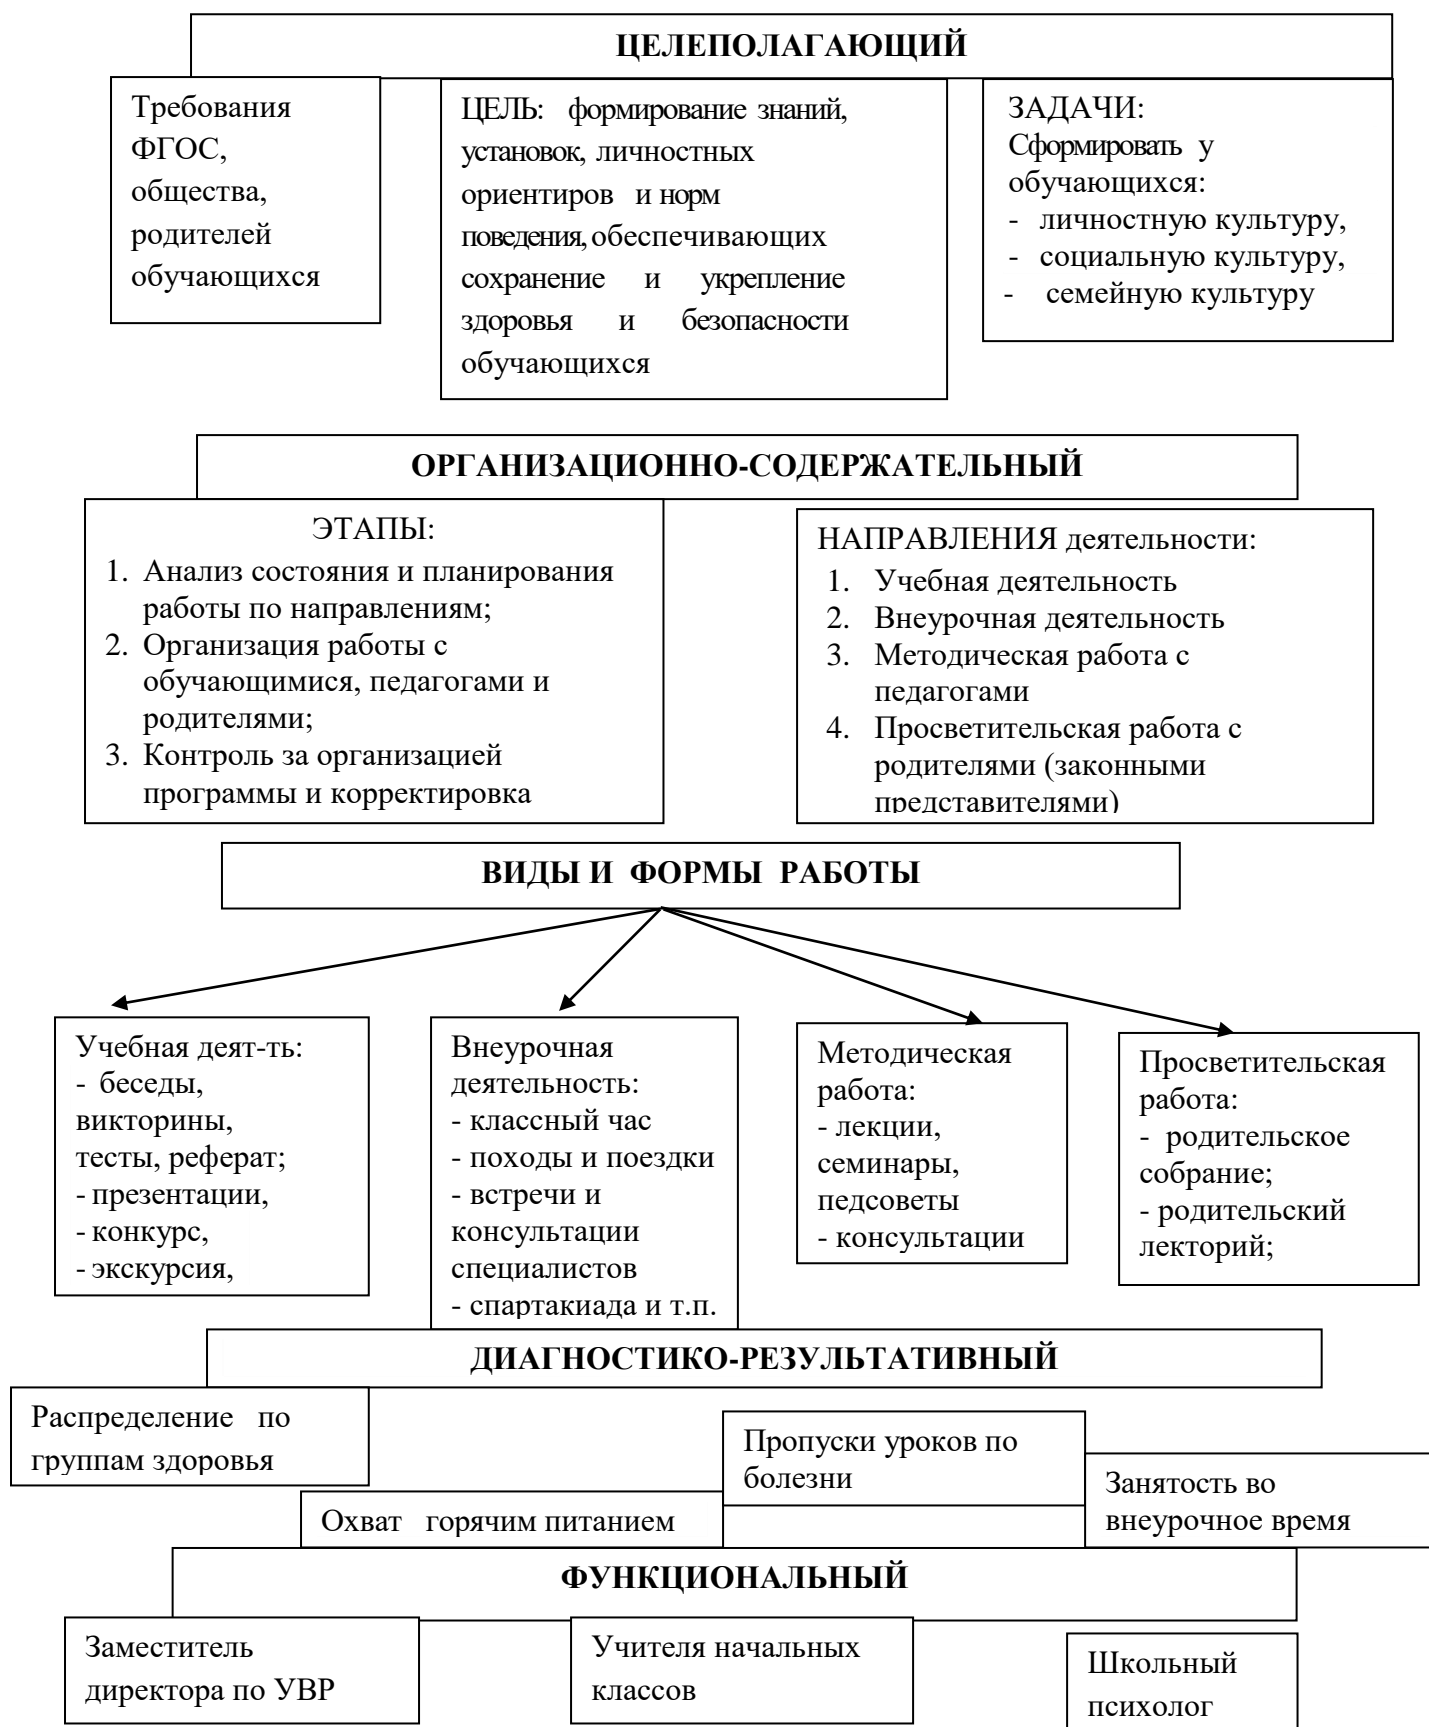 ЦЕЛЕПОЛАГАЮЩИЙ
Требования
ФГОС,
общества,
родителей
обучающихся
ЦЕЛЬ: формирование знаний,
установок, личностных
ориентиров и норм
поведения, обеспечивающих
сохранение и укрепление
здоровья и безопасности
обучающихся
ЗАДАЧИ:
Сформировать у
обучающихся:
- личностную культуру,
- социальную культуру,
- семейную культуру
ОРГАНИЗАЦИОННО-СОДЕРЖАТЕЛЬНЫЙ
ЭТАПЫ:
1. Анализ состояния и планирования
работы по направлениям;
2. Организация работы с
обучающимися, педагогами и
родителями;
3. Контроль за организацией
программы и корректировка
НАПРАВЛЕНИЯ деятельности:
1. Учебная деятельность
2. Внеурочная деятельность
3. Методическая работа с
педагогами
4. Просветительская работа с
родителями (законными
представителями)
ВИДЫ И ФОРМЫ РАБОТЫ
Учебная деят-ть:
- беседы,
викторины,
тесты, реферат;
- презентации,
- конкурс,
- экскурсия,
Внеурочная
деятельность:
- классный час
- походы и поездки
- встречи и
консультации
специалистов
- спартакиада и т.п.
Методическая
работа:
- лекции,
семинары,
педсоветы
- консультации
Просветительская
работа:
- родительское
собрание;
- родительский
лекторий;
ДИАГНОСТИКО-РЕЗУЛЬТАТИВНЫЙ
Распределение по
группам здоровья
Охват горячим питанием
Пропуски уроков по
болезни
Занятость во
внеурочное время
ФУНКЦИОНАЛЬНЫЙ
Заместитель
директора по УВР
Учителя начальных
классов
Школьный
психолог